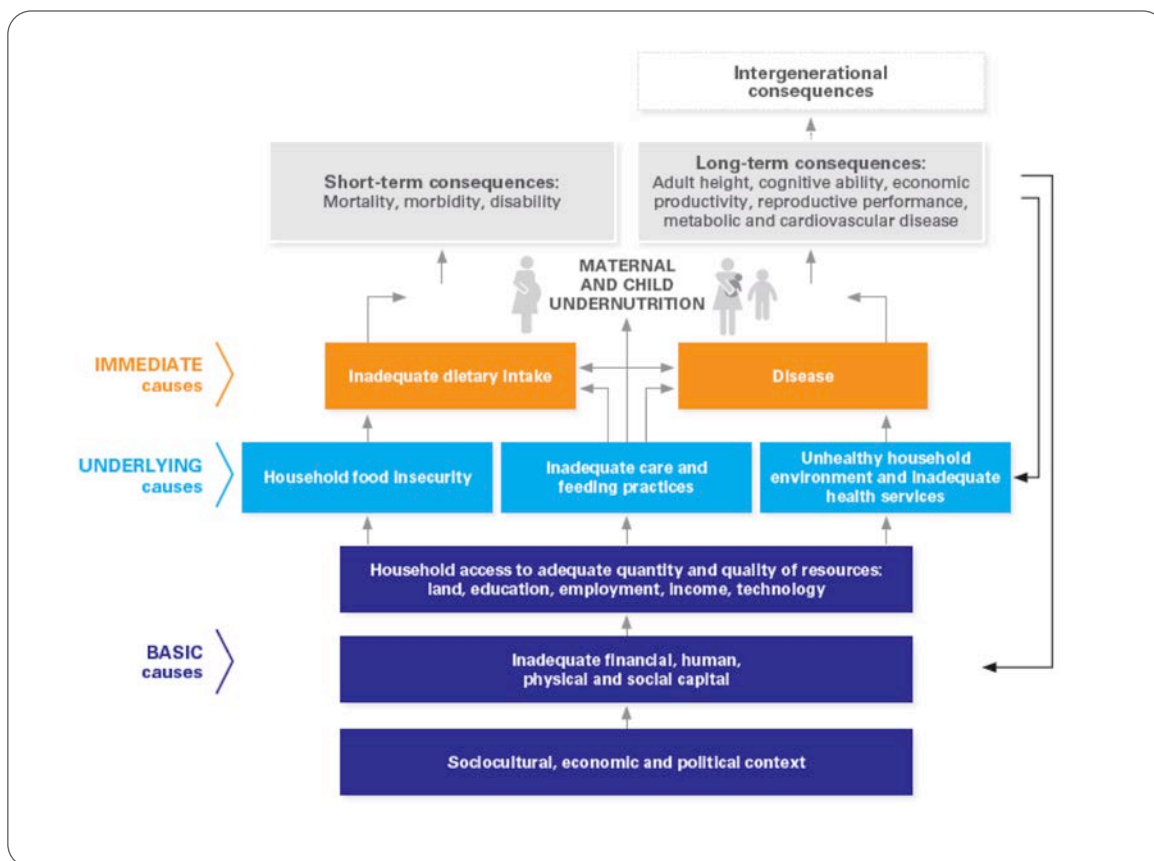 Intergenerational
consequences
Short-term consequences:
Mortality, morbidity, disability
Long-term consequences:
Adult height, cognitive ability, economic
productivity, reproductive performance,
metabolic and cardiovascular disease
MATERNAL
AND CHILD
UNDERNUTRITION
IMMEDIATE
causes
Inadequate dietary intake
Disease
UNDERLYING
causes
Household food insecurity
Inadequate care and
feeding practices
Unhealthy household
environment and inadequate
health services
Household access to adequate quantity and quality of resources:
land, education, employment, income, technology
BASIC
causes
Inadequate financial, human,
physical and social capital
Sociocultural, economic and political context